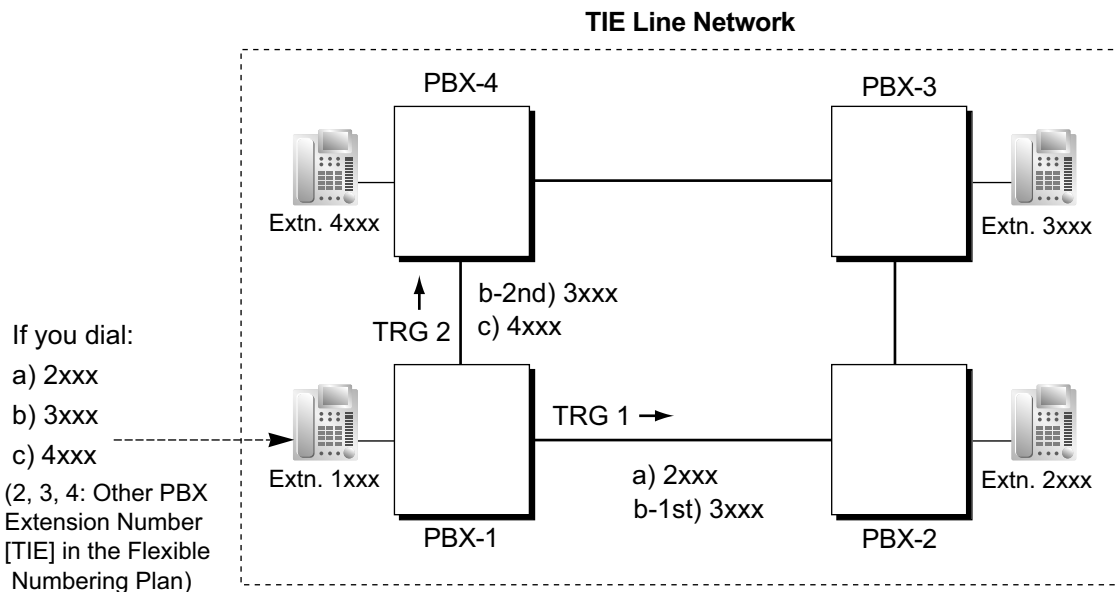 TIE Line Network
PBX-4
PBX-3
Extn. 4xxx
Extn. 3xxx
b-2nd) 3xxx
TRG 2
c) 4xxx
If you dial:
a) 2xxx
b) 3xxx
c) 4xxx
(2, 3, 4: Other PBX
Extension Number
[TIE] in the Flexible
Numbering Plan)
Extn. 1xxx
TRG 1
a) 2xxx
b-1st) 3xxx
Extn. 2xxx
PBX-1
PBX-2